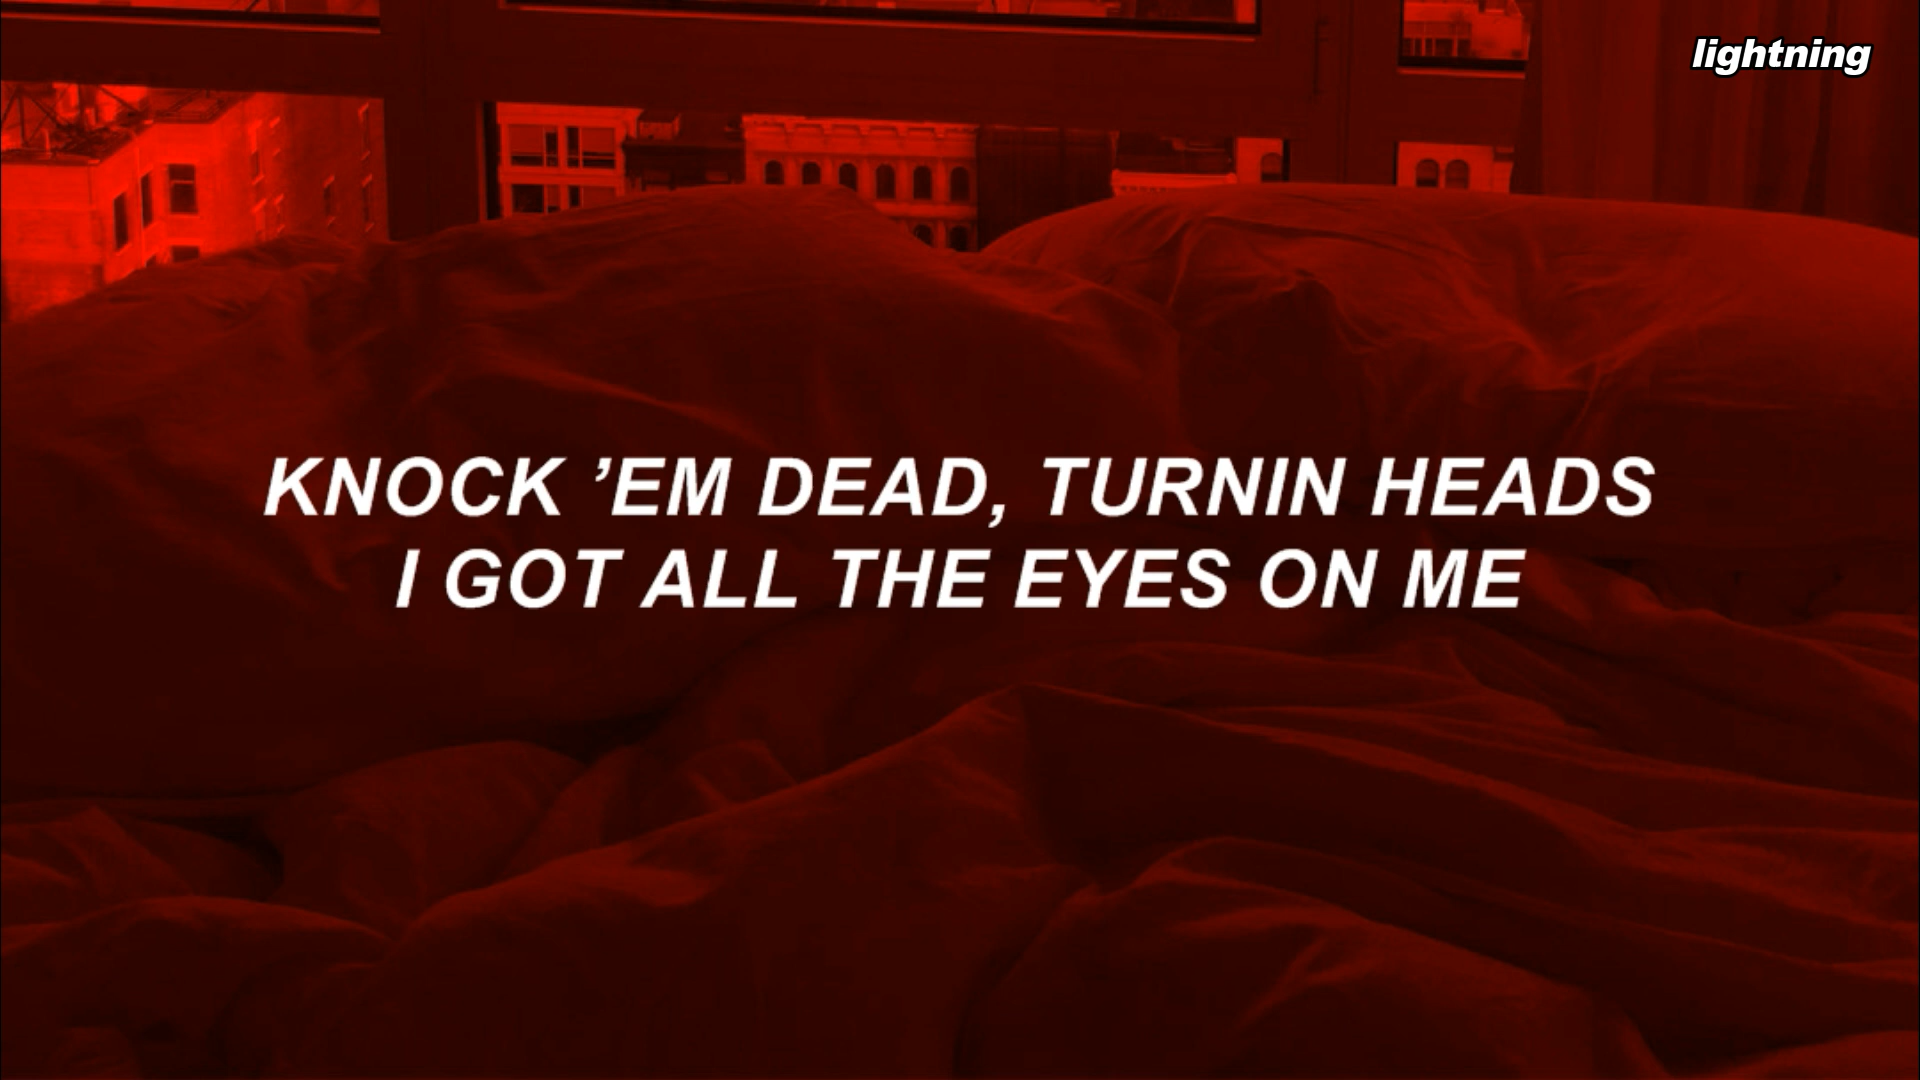 lightning
KNOCK ’EM DEAD, TURNIN HEADS
I GOT ALL THE EYES ON ME